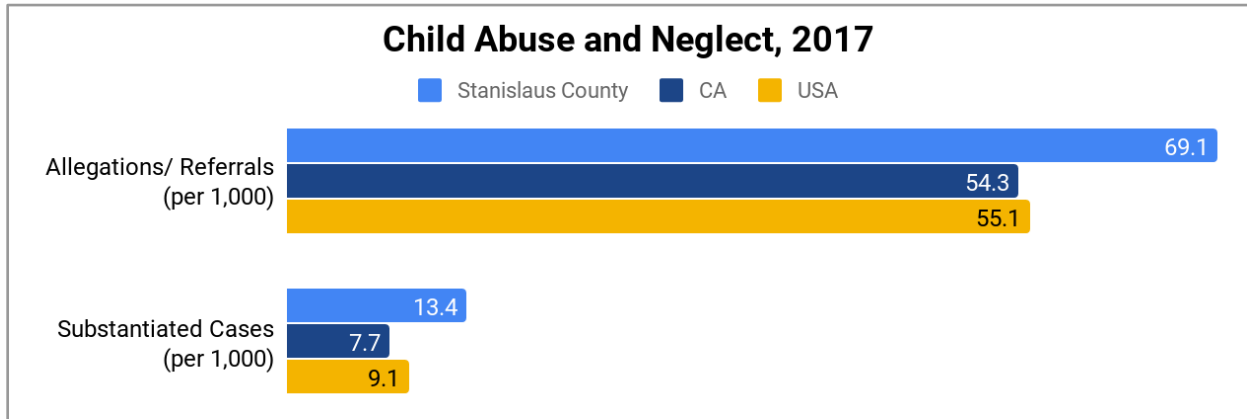 Child Abuse and Neglect, 2017
Stanislaus County CA USA
Allegations/ Referrals
(per 1,000)
69.1
54.3
55.1
Substantiated Cases
(per 1,000)
13.4
7.7
9.1